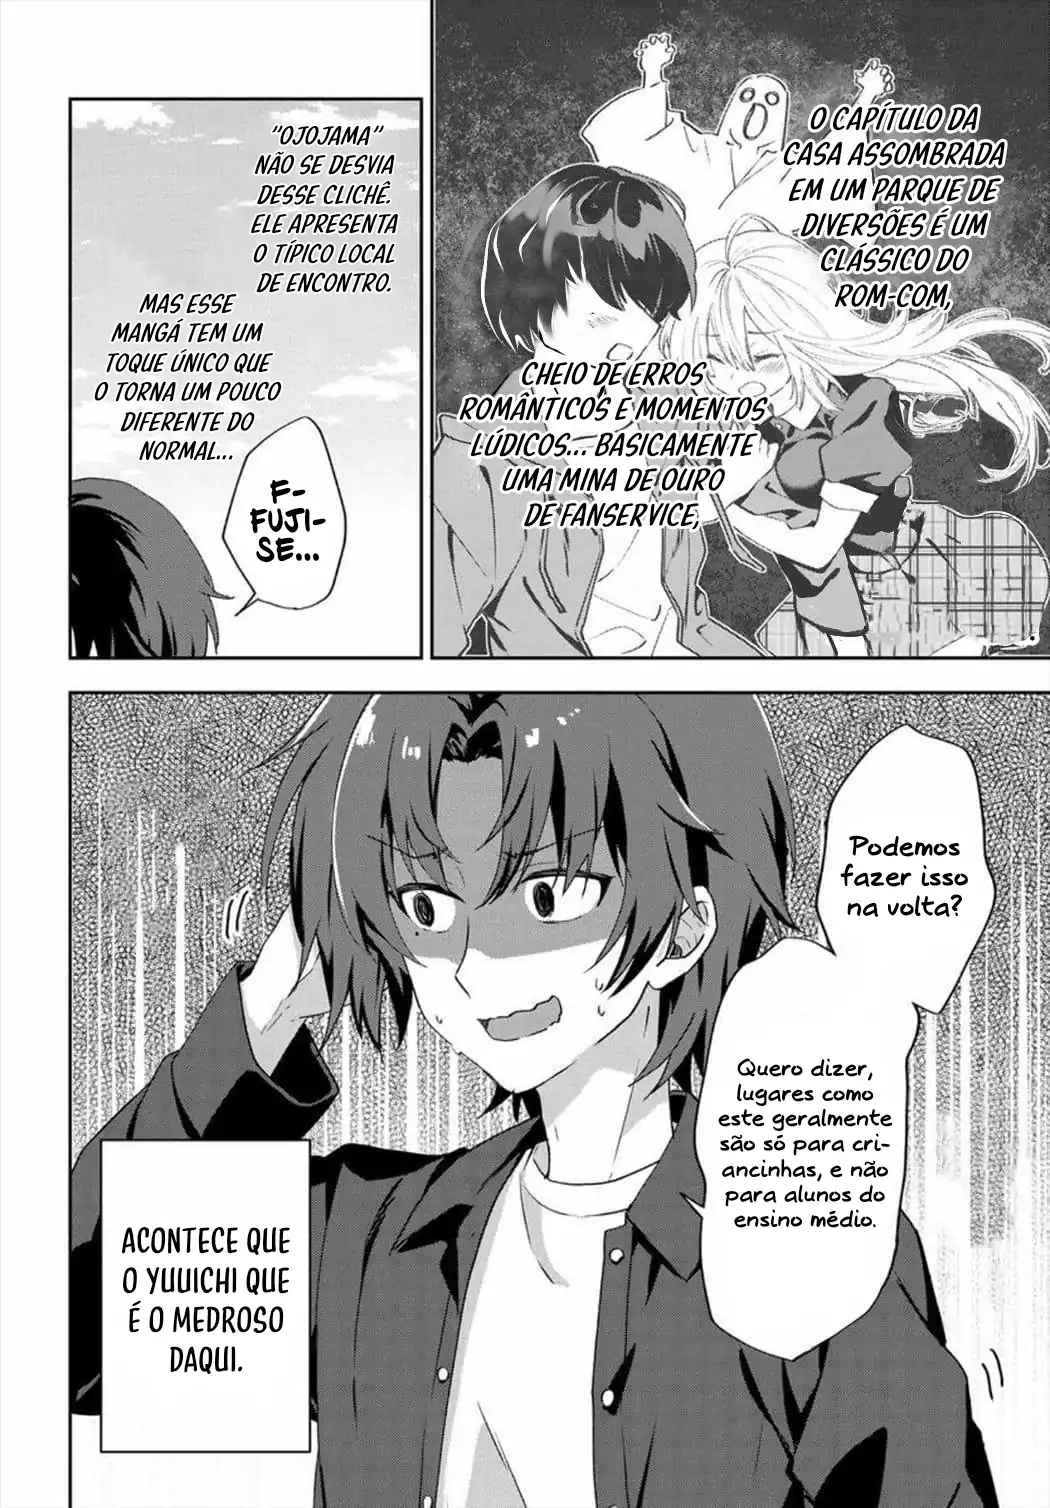 O CAPÍTULO DA
CASA ASSOMBRADA
EM UM PARQUE DE
DIVERSÕES É UM
CLÁSSICO DO
ROM-COM,
CHEIO DE ERROS
ROMÂNTICOS E MOMENTOS
LÚDICOS... BASICAMENTE
UMA MINA DE OURO
DE FANSERVICE,
"OJOJAMA"
NÃO SE DESVIA
DESSE CLICHÊ.
ELE APRESENTA
O TÍPICO LOCAL
DE ENCONTRO.
MAS ESSE
MANGÁ TEM UM
TOQUE ÚNICO QUE
O TORNA UM POUCO
DIFERENTE DO
NORMAL...
F-
FUJI-
SE...
Podemos
fazer isso
na volta?
Quero dizer,
lugares como
este geralmente
são só para cri-
ancinhas, e não
para alunos do
ensino médio.
ACONTECE QUE
O YUUICHI QUE
É O MEDROSO
DAQUI.